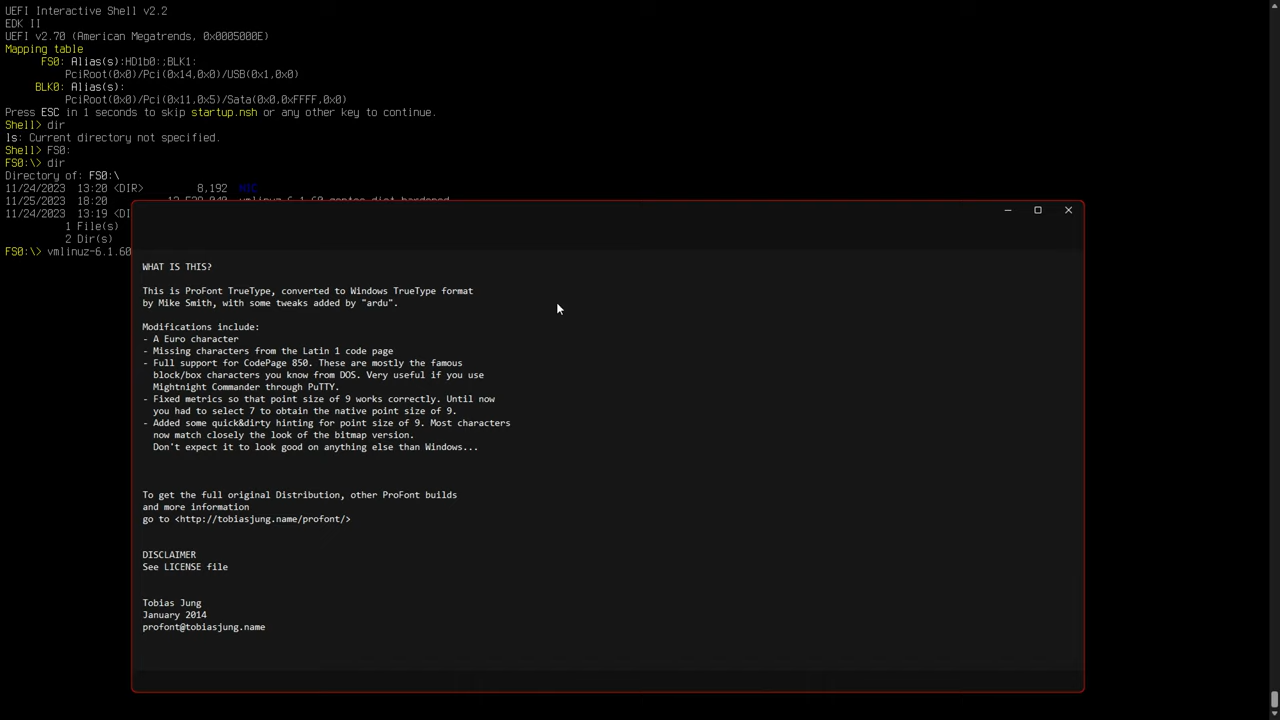 UEFI Interactive Shell v2.2
EDK II
UEFI v2.70 (American Megatrends, 0x0005000E)
Mapping table
FS0: Alias(s):HD1b0:;BLK1:
PciRoot(0x0)/Pci(0x14,0x0)/USB(0x1,0x0)
BLK0: Alias(s):
PciRoot(0x0)/Pci(0x11,0x5)/Sata(0x0,0xFFFF,0x0)
Press ESC in 1 seconds to skip startup.nsh or any other key to continue.
Shell> dir
ls: Current directory not specified.
Shell> FS0:
FS0:\> dir
Directory of: FS0:\
11/24/2023 13:20 <DIR> 8,192
11/25/2023 18:20
11/24/2023 13:19 <DI
1 File(s)
2 Dir(s)
FS0:\> vmlinuz-6.1.60
WHAT IS THIS?
This is ProFont TrueType, converted to Windows TrueType format
by Mike Smith, with some tweaks added by "ardu".
Modifications include:
- A Euro character
- Missing characters from the Latin 1 code page
- Full support for CodePage 850. These are mostly the famous
block/box characters you know from DOS. Very useful if you use
Mightnight Commander through PuTTY.
- Fixed metrics so that point size of 9 works correctly. Until now
you had to select 7 to obtain the native point size of 9.
- Added some quick&dirty hinting for point size of 9. Most characters
now match closely the look of the bitmap version.
Don't expect it to look good on anything else than Windows...
To get the full original Distribution, other ProFont builds
and more information
go to <http://tobiasjung.name/profont/>
DISCLAIMER
See LICENSE file
Tobias Jung
January 2014
profont@tobiasjung.name